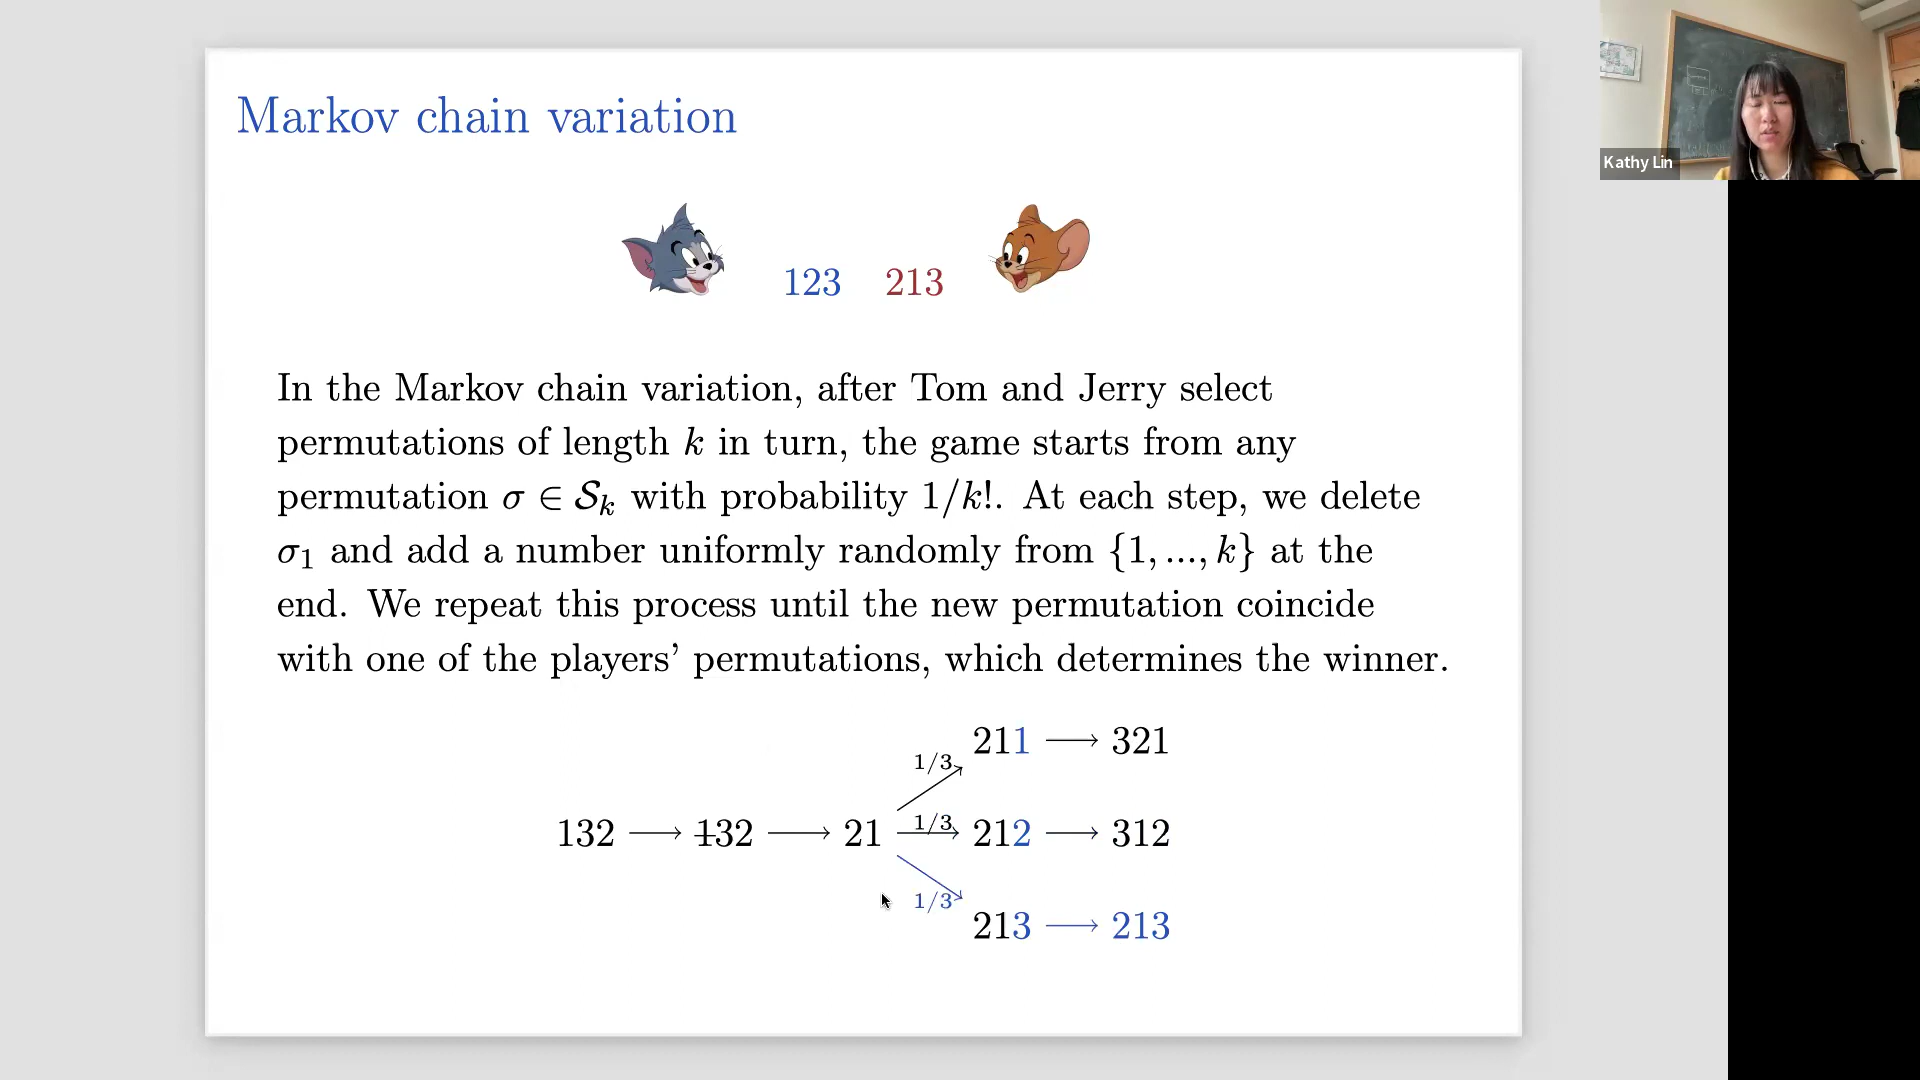 Markov chain variation
Kathy Lin
123 213
In the Markov chain variation, after Tom and Jerry select
permutations of length k in turn, the game starts from any
permutation σ ∈ 𝒮ₖ with probability 1/k!. At each step, we delete
σ₁ and add a number uniformly randomly from {1, ..., k} at the
end. We repeat this process until the new permutation coincide
with one of the players' permutations, which determines the winner.
1/3 211 ⟶ 321
132 ⟶ 1̶32 ⟶ 21 1/3 212 ⟶ 312
1/3 213 ⟶ 213